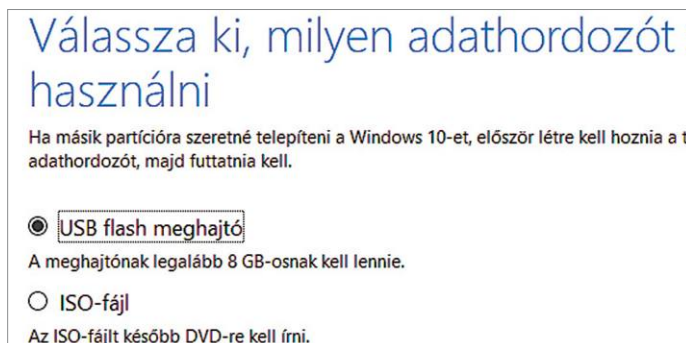 Válassza ki, milyen adathordozót
használni
Ha másik partícióra szeretné telepíteni a Windows 10-et, először létre kell hoznia a
adathordozót, majd futtatnia kell.
USB flash meghajtó
A meghajtónak legalább 8 GB-osnak kell lennie.
ISO-fájl
Az ISO-fájlt később DVD-re kell írni.